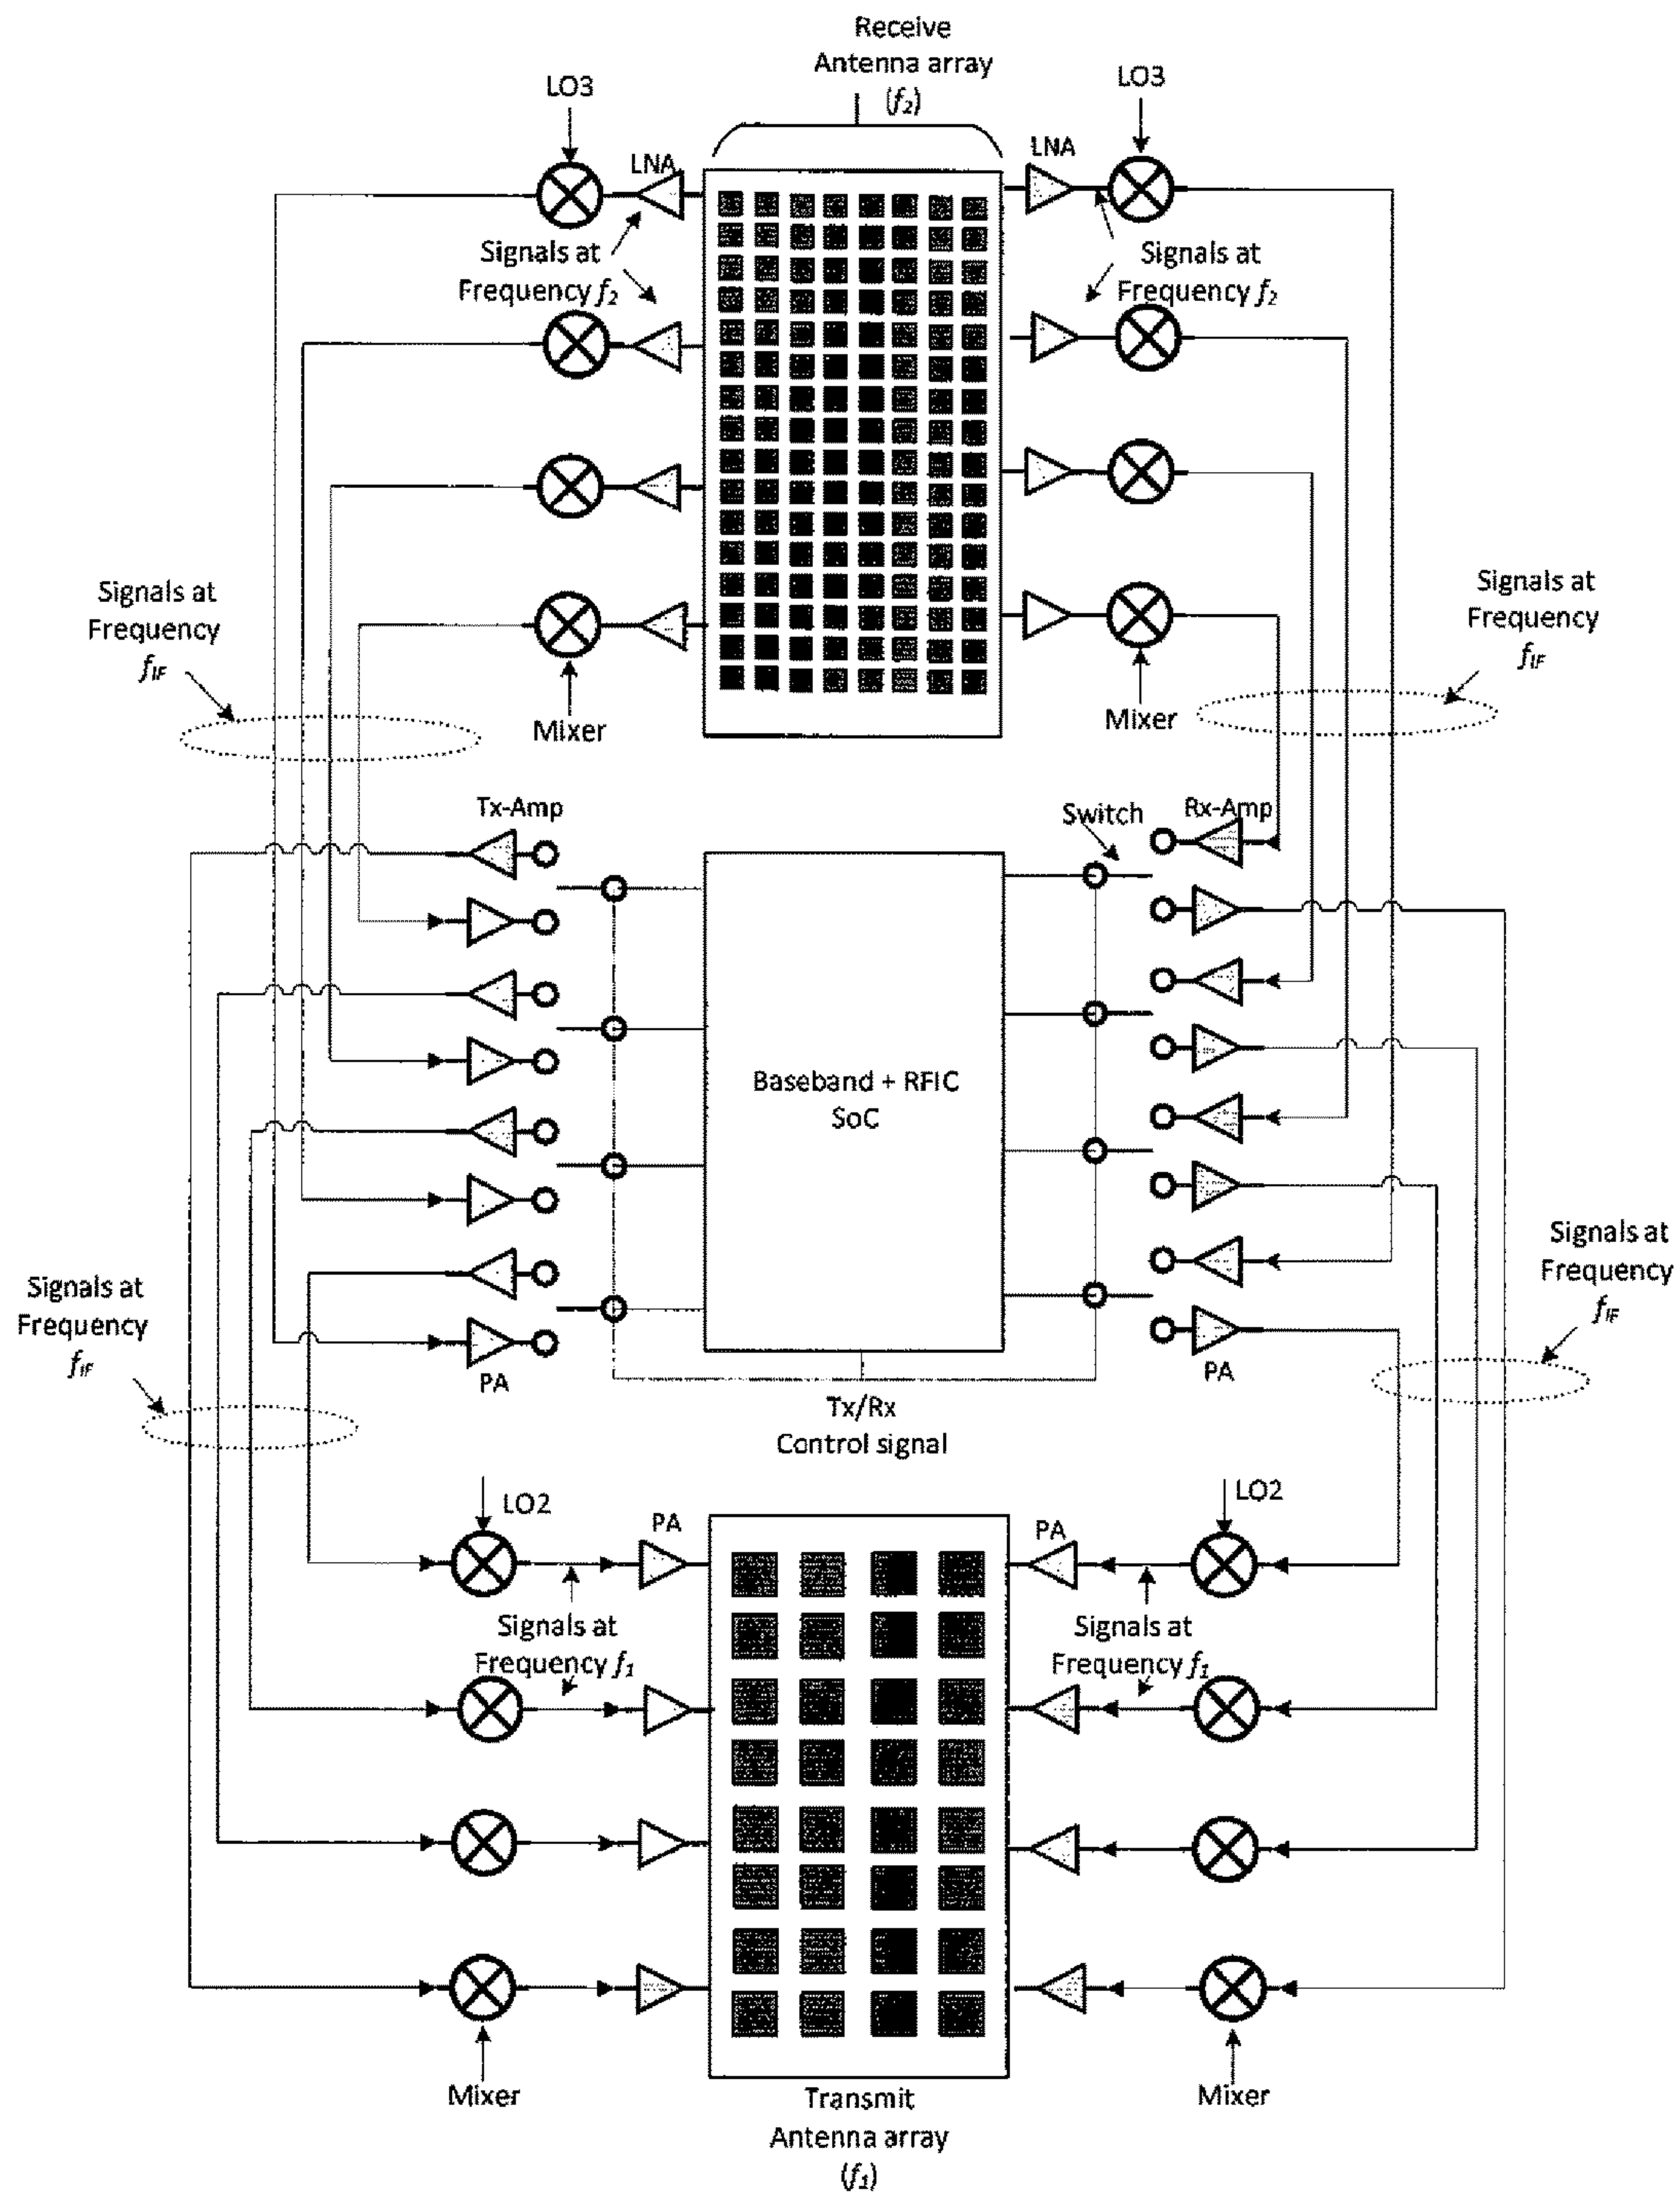 Receive
Antenna array
(f2)
LO3
LO3
LNA
LNA
Signals at
Frequency f2
Signals at
Frequency f2
Signals at
Frequency
fIF
Signals at
Frequency
fIF
Mixer
Mixer
Tx-Amp
Switch
Rx-Amp
Baseband + RFIC
SoC
Signals at
Frequency
fIF
Signals at
Frequency
fIF
PA
PA
Tx/Rx
Control signal
LO2
LO2
PA
PA
Signals at
Frequency f1
Signals at
Frequency f1
Mixer
Mixer
Transmit
Antenna array
(f1)